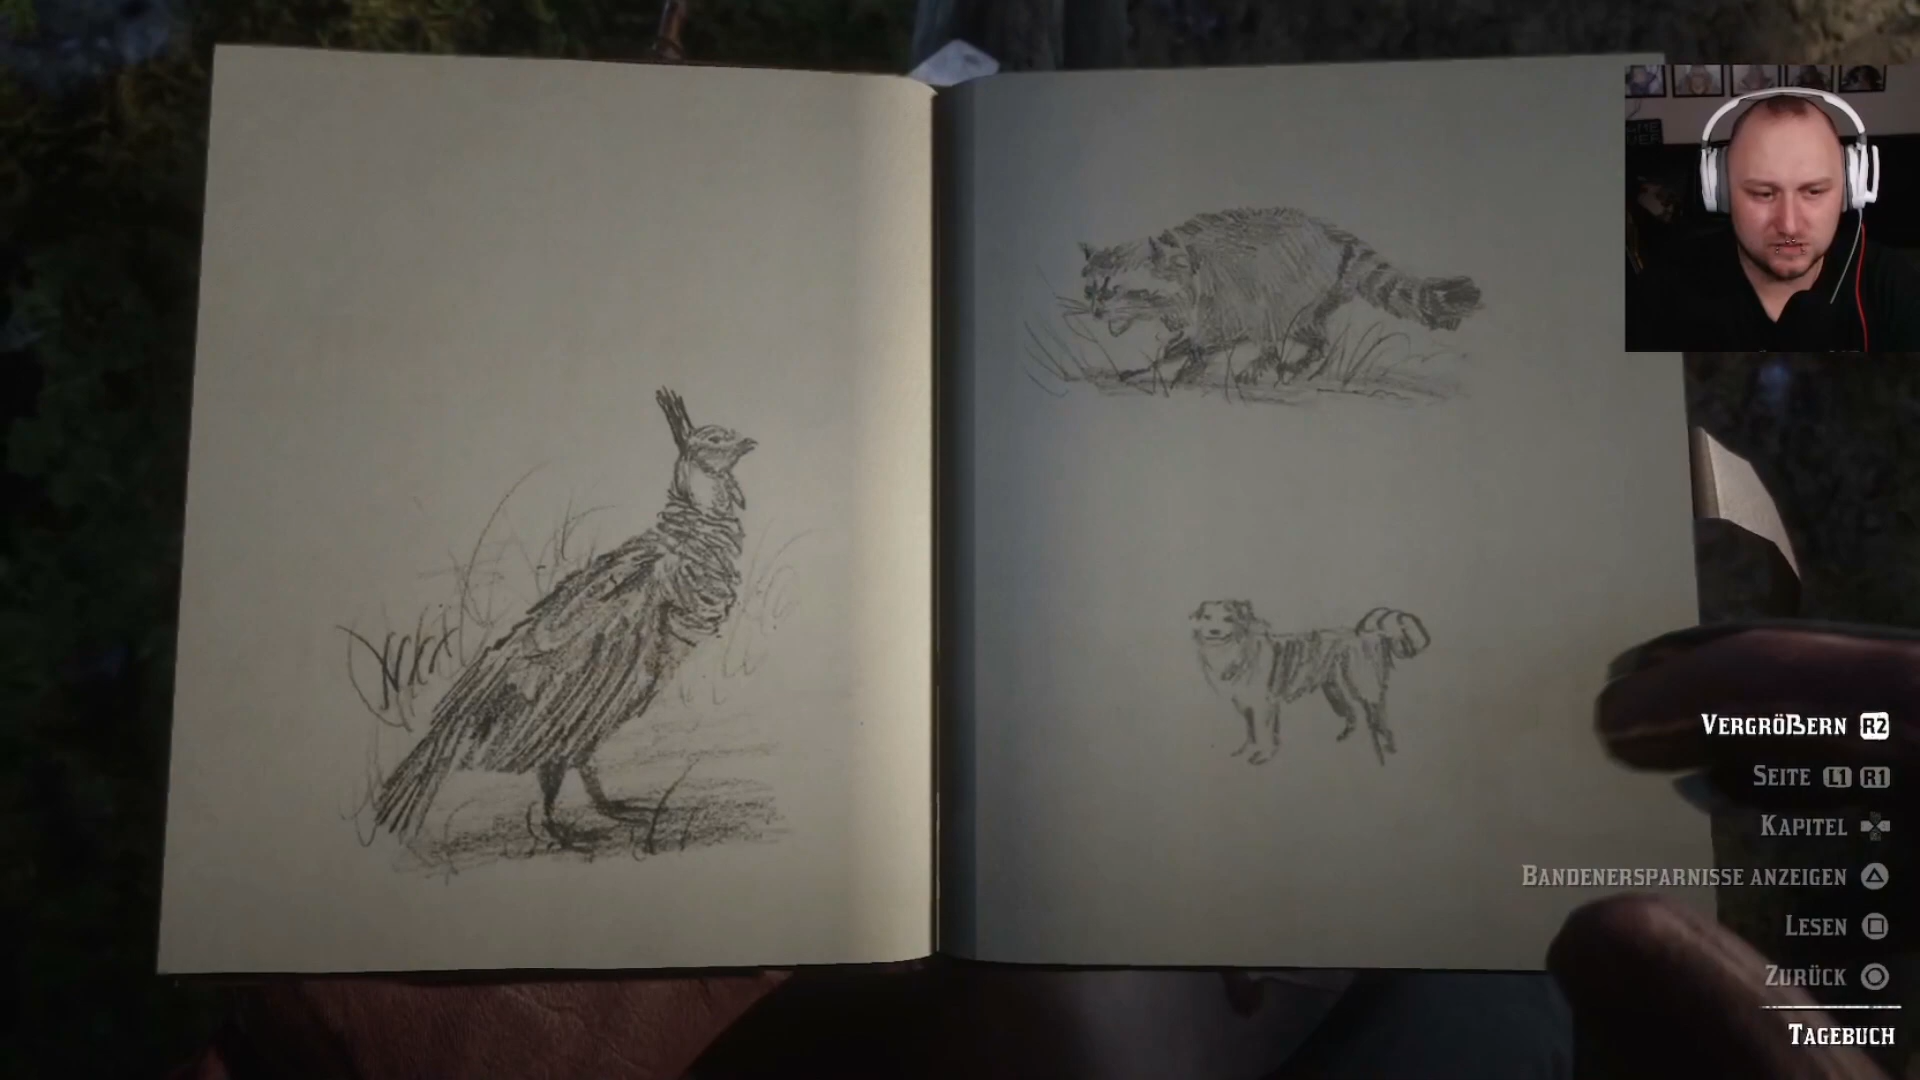 Vergrößern R2
Seite L1 R1
Kapitel
Bandenersparnisse anzeigen
Lesen
Zurück
Tagebuch